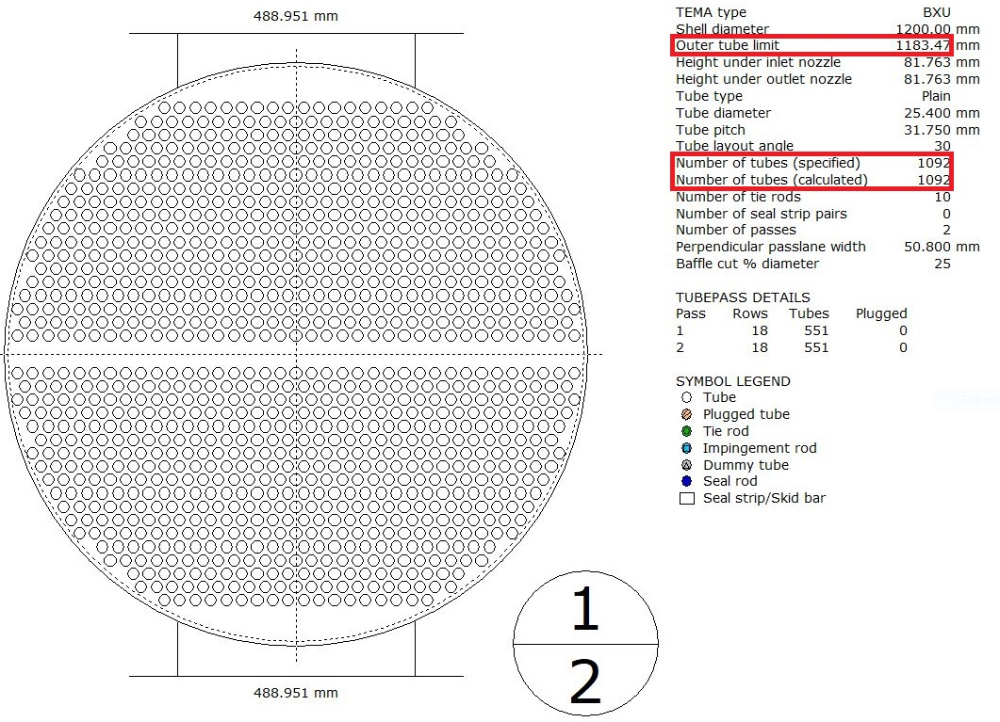 488.951 mm
TEMA type BXU
Shell diameter 1200.00 mm
Outer tube limit 1183.47 mm
Height under inlet nozzle 81.763 mm
Height under outlet nozzle 81.763 mm
Tube type Plain
Tube diameter 25.400 mm
Tube pitch 31.750 mm
Tube layout angle 30
Number of tubes (specified) 1092
Number of tubes (calculated) 1092
Number of tie rods 10
Number of seal strip pairs 0
Number of passes 2
Perpendicular passlane width 50.800 mm
Baffle cut % diameter 25
TUBEPASS DETAILS
Pass Rows Tubes Plugged
1 18 551 0
2 18 551 0
SYMBOL LEGEND
Tube
Plugged tube
Tie rod
Impingement rod
Dummy tube
Seal rod
Seal strip/Skid bar
1
2
488.951 mm